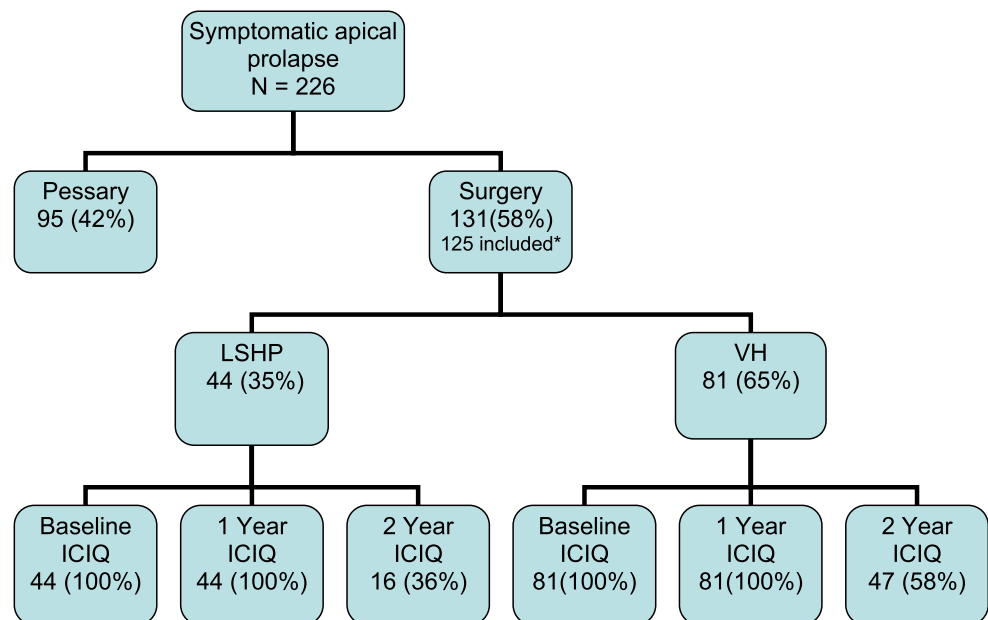 Symptomatic apical
prolapse
N = 226
Pessary
95 (42%)
Surgery
131(58%)
125 included*
LSHP
44 (35%)
VH
81 (65%)
Baseline
ICIQ
44 (100%)
1 Year
ICIQ
44 (100%)
2 Year
ICIQ
16 (36%)
Baseline
ICIQ
81(100%)
1 Year
ICIQ
81(100%)
2 Year
ICIQ
47 (58%)